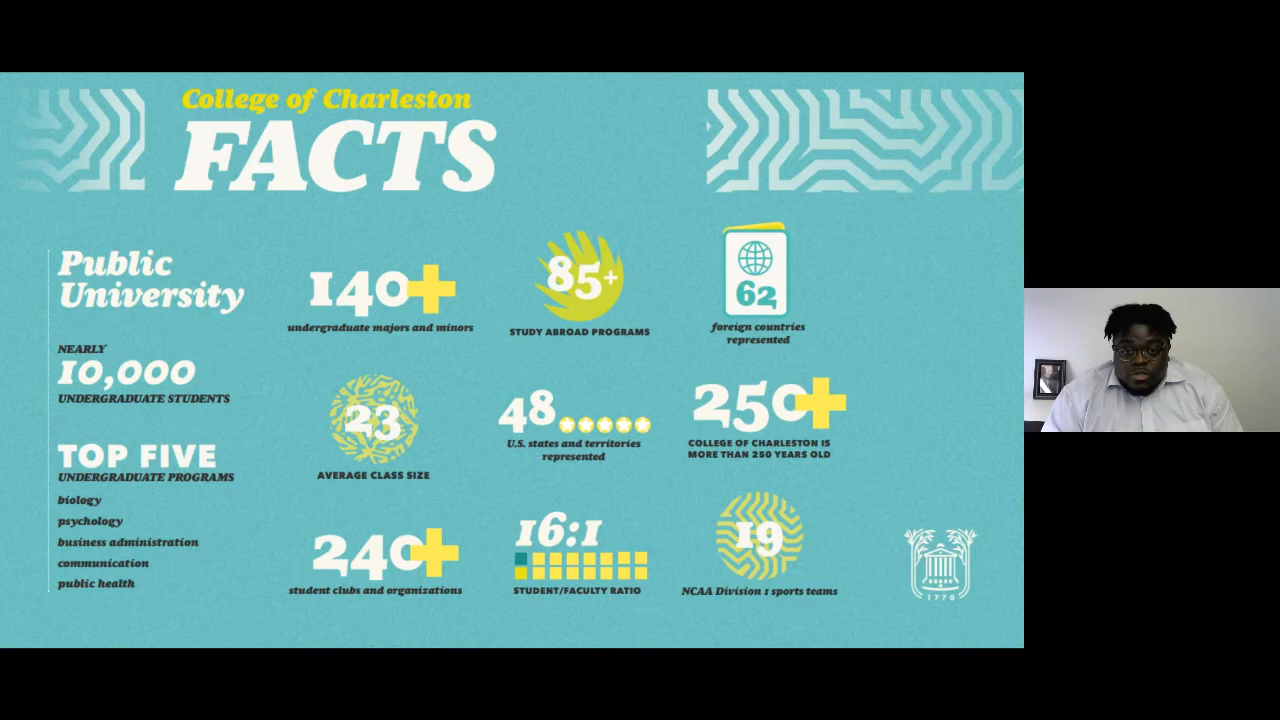 College of Charleston
FACTS
Public
University
NEARLY
10,000
UNDERGRADUATE STUDENTS
TOP FIVE
UNDERGRADUATE PROGRAMS
biology
psychology
business administration
communication
public health
140+
undergraduate majors and minors
85+
STUDY ABROAD PROGRAMS
62
foreign countries
represented
23
AVERAGE CLASS SIZE
48
U.S. states and territories
represented
250+
COLLEGE OF CHARLESTON IS
MORE THAN 250 YEARS OLD
240+
student clubs and organizations
16:1
STUDENT/FACULTY RATIO
19
NCAA Division 1 sports teams
1770